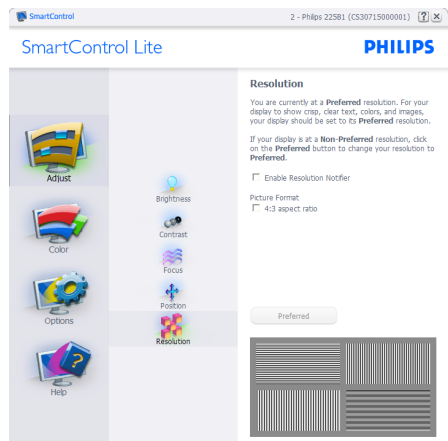 SmartControl
2 - Philips 225B1 (CS30715000001)
SmartControl Lite
PHILIPS
Adjust
Color
Options
Help
Brightness
Contrast
Focus
Position
Resolution
Resolution
You are currently at a Preferred resolution. For your
display to show crisp, clear text, colors, and images,
your display should be set to its Preferred resolution.
If your display is at a Non-Preferred resolution, click
on the Preferred button to change your resolution to
Preferred.
Enable Resolution Notifier
Picture Format
4:3 aspect ratio
Preferred